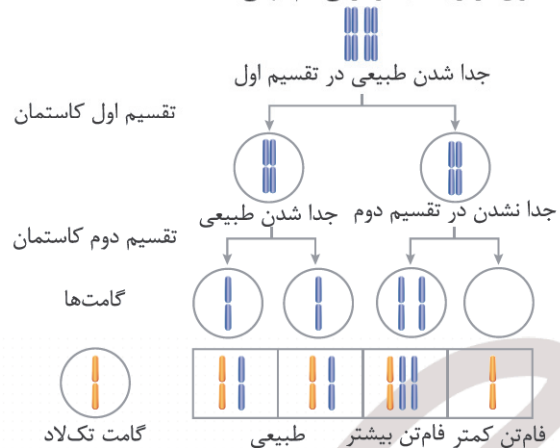 جدا شدن طبیعی در تقسیم اول
تقسیم اول کاستمان
جدا نشدن در تقسیم دوم
جدا شدن طبیعی
تقسیم دوم کاستمان
گامت‌ها
فام‌تن کمتر
فام‌تن بیشتر
طبیعی
گامت تک‌لاد